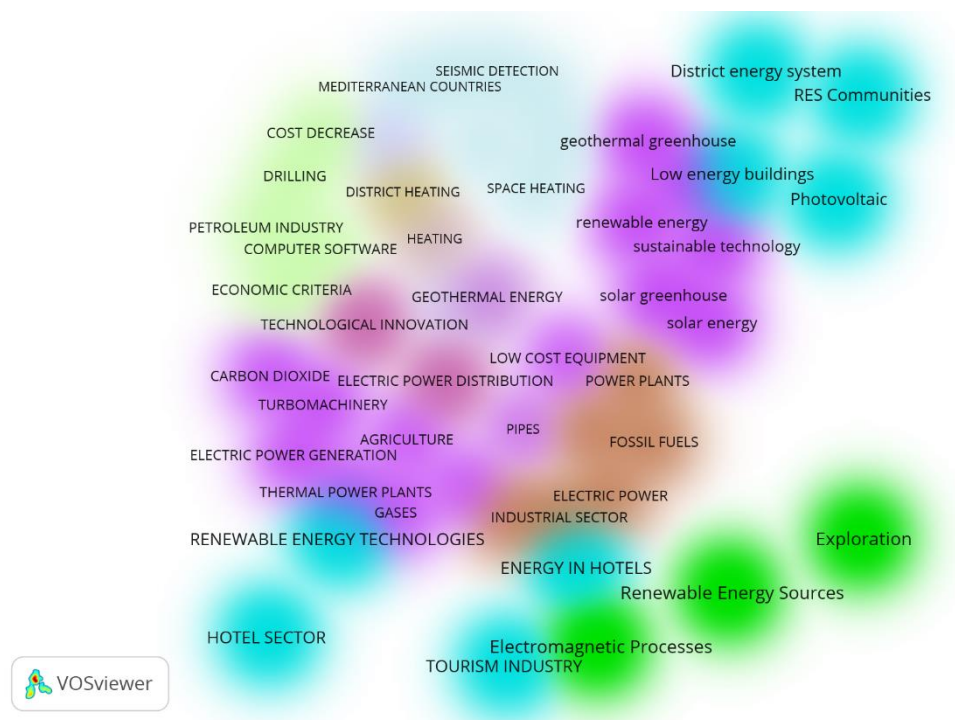 SEISMIC DETECTION
District energy system
MEDITERRANEAN COUNTRIES
RES Communities
COST DECREASE
geothermal greenhouse
DRILLING
Low energy buildings
DISTRICT HEATING
SPACE HEATING
Photovoltaic
PETROLEUM INDUSTRY
renewable energy
HEATING
COMPUTER SOFTWARE
sustainable technology
ECONOMIC CRITERIA
GEOTHERMAL ENERGY
solar greenhouse
TECHNOLOGICAL INNOVATION
solar energy
LOW COST EQUIPMENT
CARBON DIOXIDE
ELECTRIC POWER DISTRIBUTION
POWER PLANTS
TURBOMACHINERY
PIPES
AGRICULTURE
FOSSIL FUELS
ELECTRIC POWER GENERATION
THERMAL POWER PLANTS
ELECTRIC POWER
GASES
INDUSTRIAL SECTOR
RENEWABLE ENERGY TECHNOLOGIES
Exploration
ENERGY IN HOTELS
Renewable Energy Sources
HOTEL SECTOR
Electromagnetic Processes
TOURISM INDUSTRY
VOSviewer